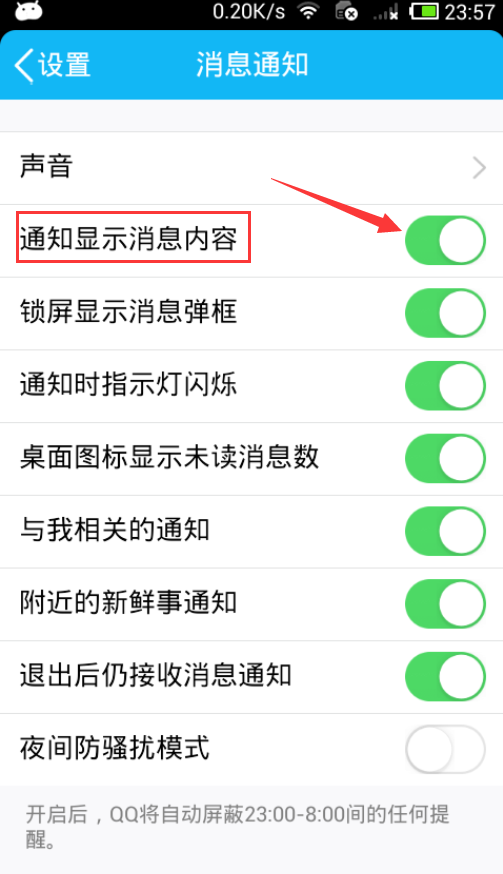 0.20K/s 23:57
设置 消息通知
声音
通知显示消息内容
锁屏显示消息弹框
通知时指示灯闪烁
桌面图标显示未读消息数
与我相关的通知
附近的新鲜事通知
退出后仍接收消息通知
夜间防骚扰模式
开启后，QQ将自动屏蔽23:00-8:00间的任何提
醒。